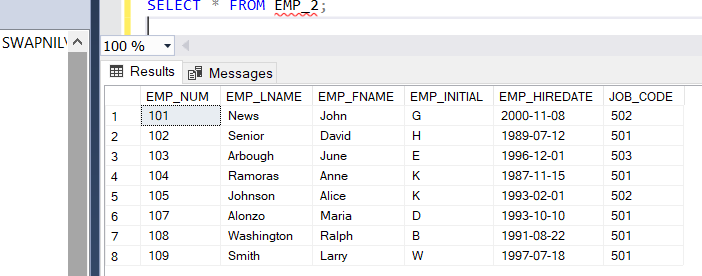 SELECT * FROM EMP_2;
SWAPNILV
100 %
Results Messages
EMP_NUM EMP_LNAME EMP_FNAME EMP_INITIAL EMP_HIREDATE JOB_CODE
1 101 News John G 2000-11-08 502
2 102 Senior David H 1989-07-12 501
3 103 Arbough June E 1996-12-01 503
4 104 Ramoras Anne K 1987-11-15 501
5 105 Johnson Alice K 1993-02-01 502
6 107 Alonzo Maria D 1993-10-10 501
7 108 Washington Ralph B 1991-08-22 501
8 109 Smith Larry W 1997-07-18 501